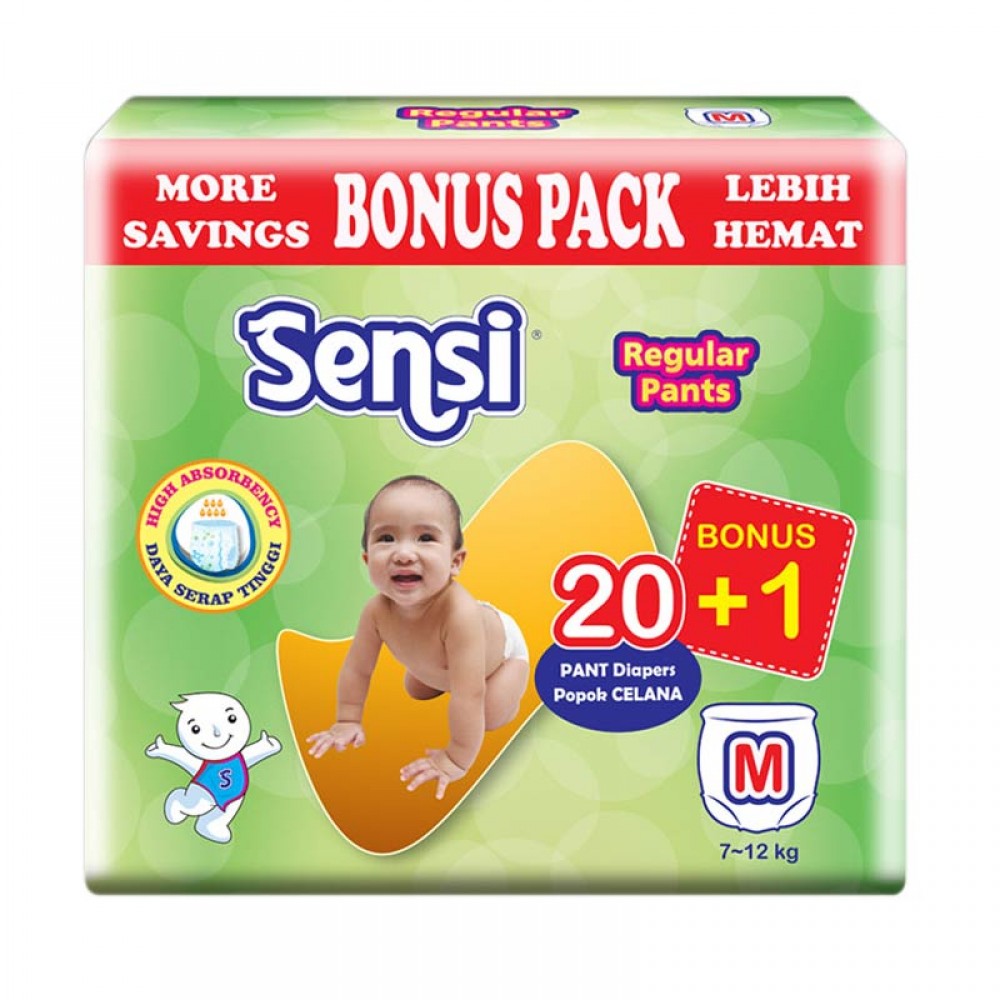 Regular
Pants
M
MORE
SAVINGS
BONUS PACK
LEBIH
HEMAT
Sensi
®
Regular
Pants
HIGH ABSORBENCY
DAYA SERAP TINGGI
BONUS
+1
20
PANT Diapers
Popok CELANA
S
M
7~12 kg